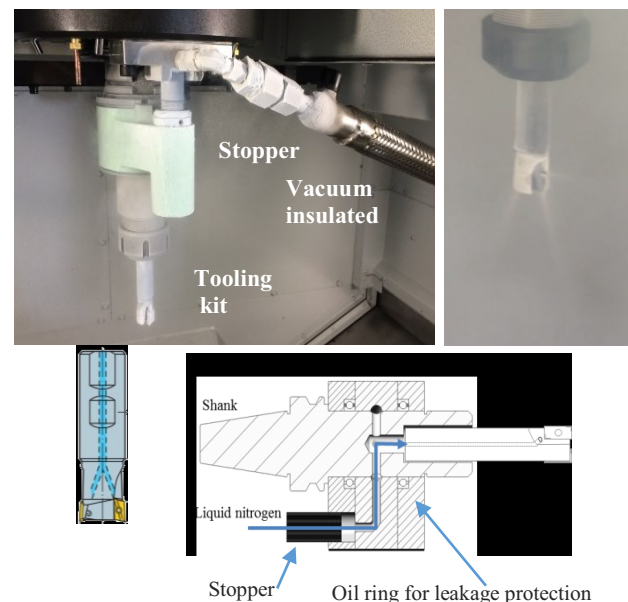 Stopper
Vacuum
insulated
Tooling
kit
Shank
Liquid nitrogen
Stopper
Oil ring for leakage protection